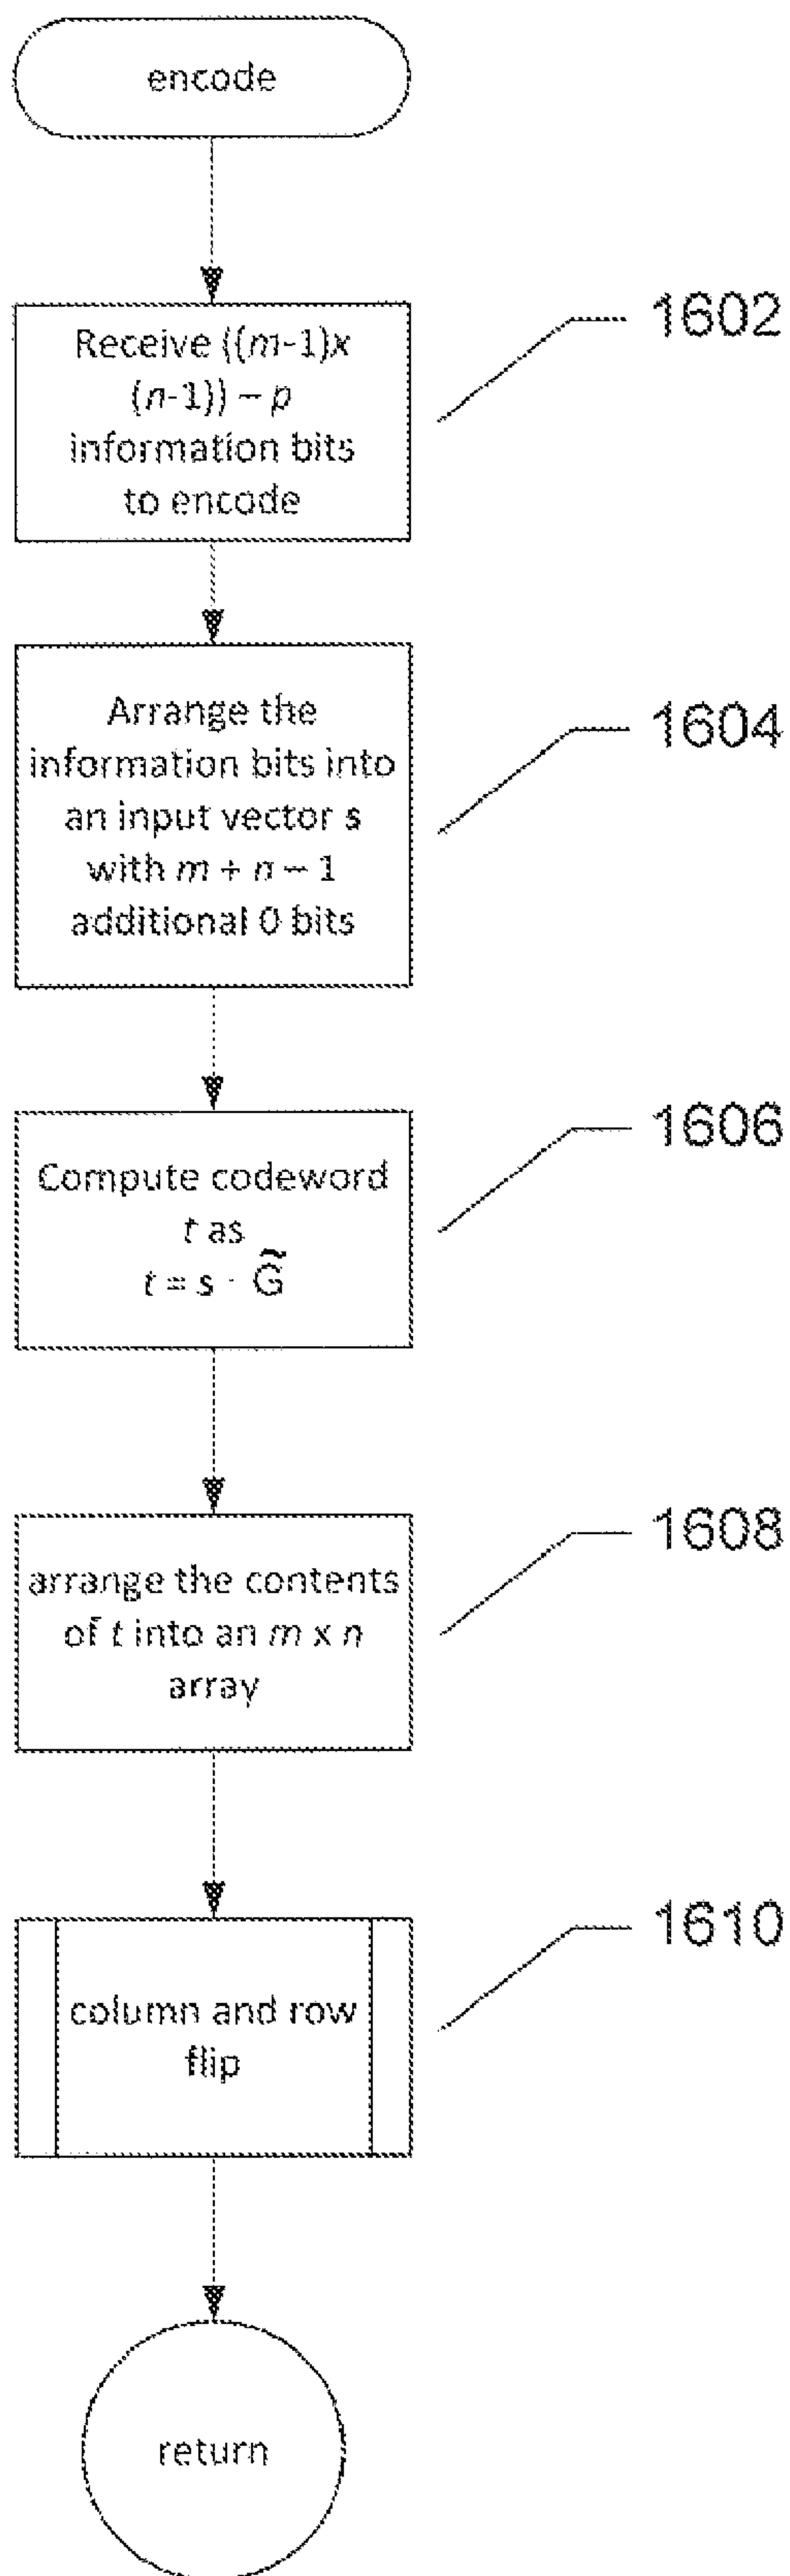 encode
Receive ((m-1)x
(n-1)) – p
information bits
to encode
1602
Arrange the
information bits into
an input vector s
with m + n – 1
additional 0 bits
1604
Compute codeword
t as
t = s · G̃
1606
arrange the contents
of t into an m x n
array
1608
column and row
flip
1610
return